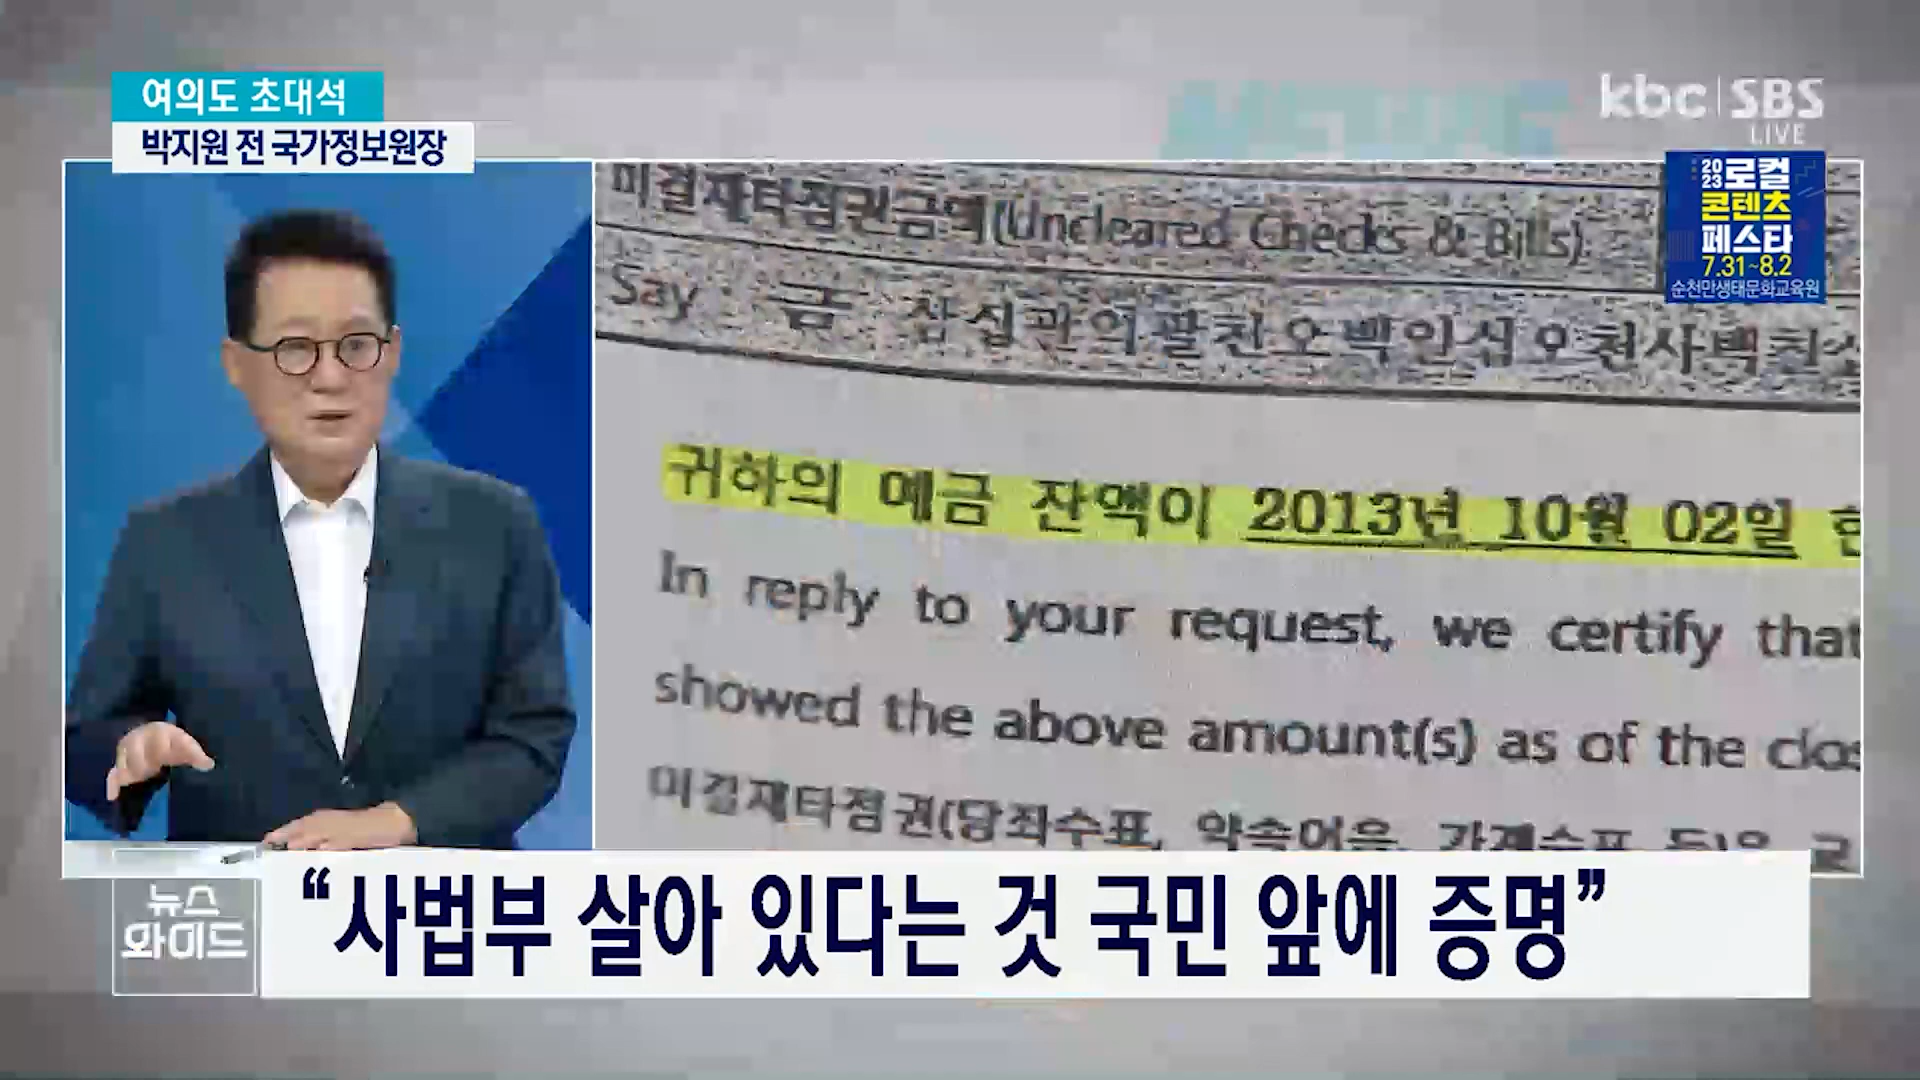 여의도 초대석
박지원 전 국가정보원장
kbc SBS
LIVE
2023 로컬
콘텐츠
페스타
7.31~8.2
순천만생태문화교육원
미결제타점권금액(Uncleared Checks & Bills)
Say 금 삼십관억팔친오백일십오천사백친
귀하의 예금 잔액이 2013년 10월 02일
In reply to your request, we certify that
showed the above amount(s) as of the
미결제타점권(당좌수표, 약속어음, 가계수표 등)은
뉴스
와이드
“사법부 살아 있다는 것 국민 앞에 증명”